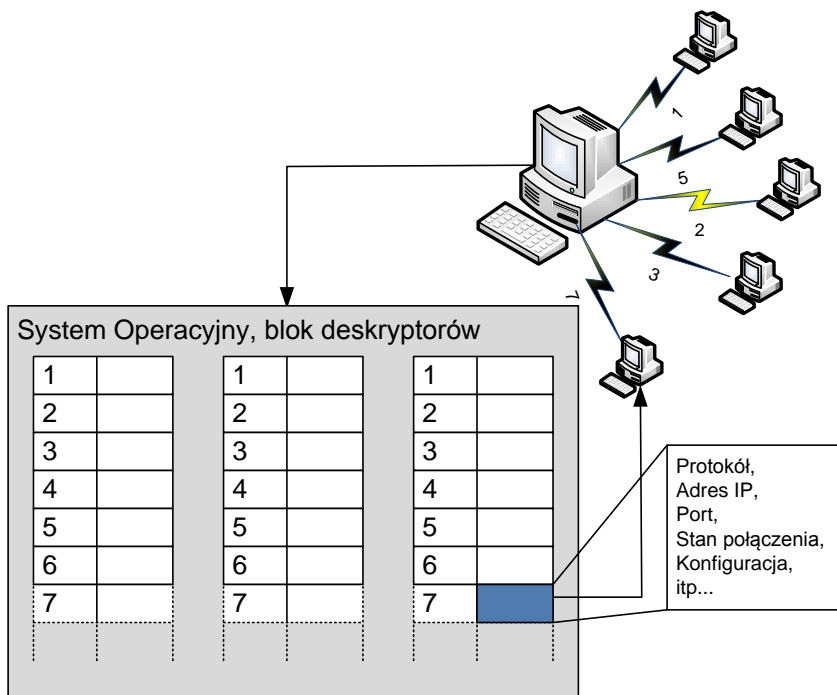 1
5
2
3
7
System Operacyjny, blok deskryptorów
1 1 1
2 2 2
3 3 3
4 4 4
5 5 5
6 6 6
7 7 7
Protokół,
Adres IP,
Port,
Stan połączenia,
Konfiguracja,
itp...